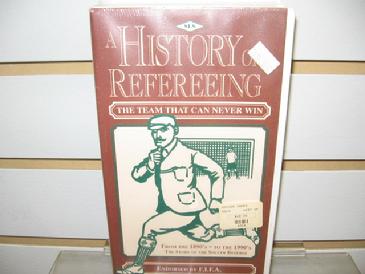 A HISTORY OF
REFEREEING
THE TEAM THAT CAN NEVER WIN
FROM THE 1890's - TO THE 1990's
THE STORY OF THE SOCCER REFEREE
ENDORSED BY F.I.F.A.